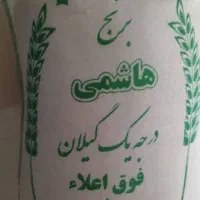 برنج
هاشمی
درجه یک گیلان
فوق اعلاء